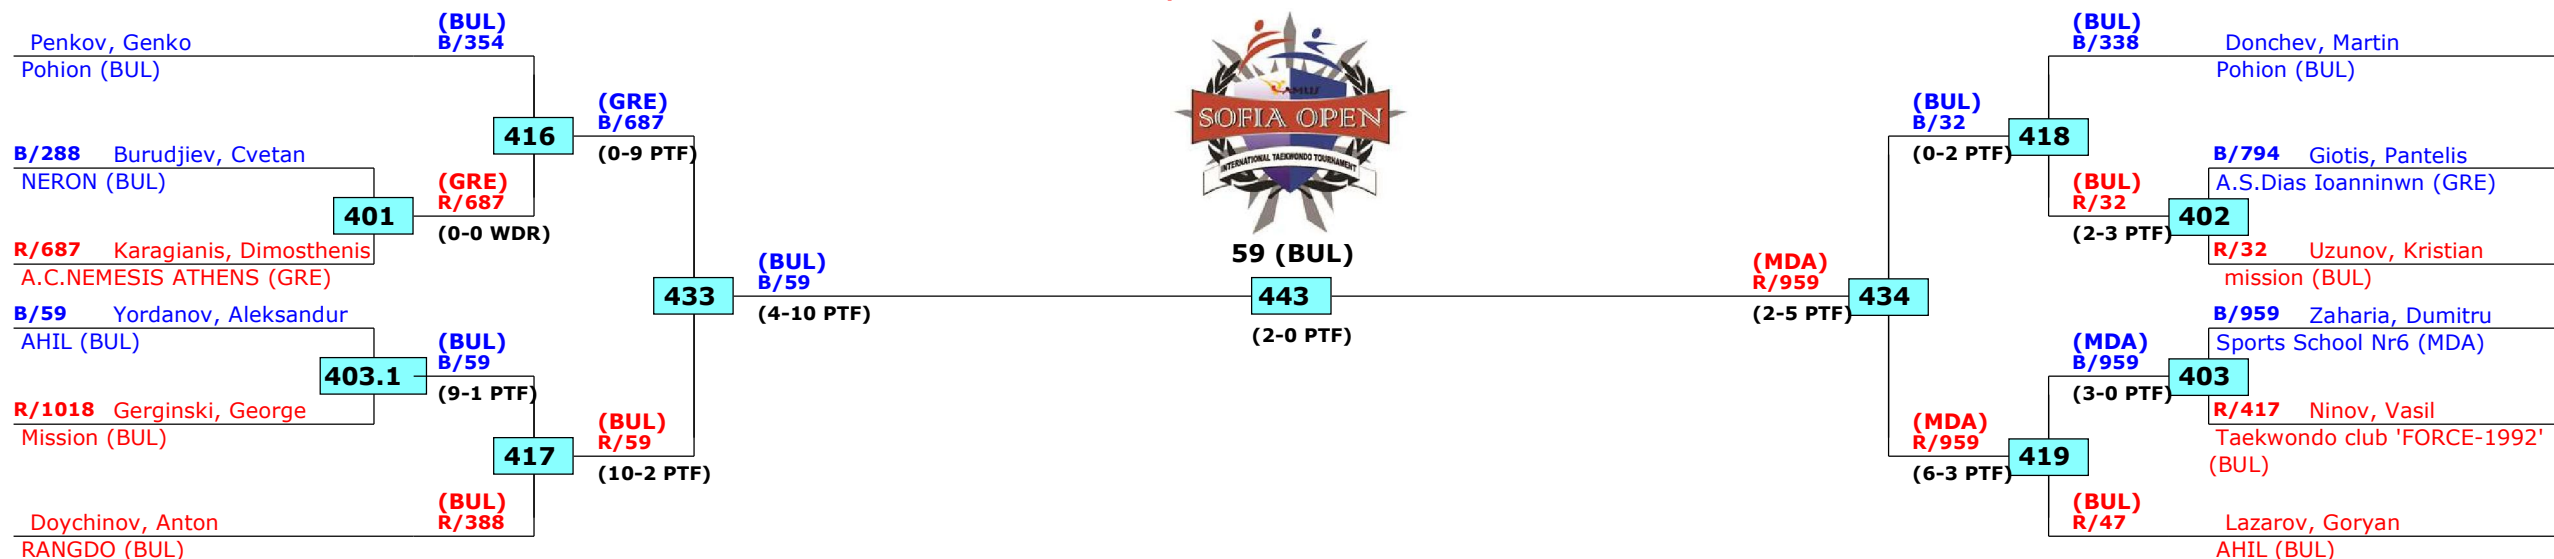 (BUL)
B/354
Penkov, Genko
Pohion (BUL)
416
B/288 Burudjiev, Cvetan
NERON (BUL)
401
(GRE)
R/687
(0-0 WDR)
R/687 Karagianis, Dimosthenis
A.C.NEMESIS ATHENS (GRE)
(GRE)
B/687
(0-9 PTF)
B/59 Yordanov, Aleksandur
AHIL (BUL)
403.1
(BUL)
B/59
(9-1 PTF)
R/1018 Gerginski, George
Mission (BUL)
417
(BUL)
R/59
(10-2 PTF)
(BUL)
R/388
Doychinov, Anton
RANGDO (BUL)
433
(BUL)
B/59
(4-10 PTF)
SOFIA OPEN
INTERNATIONAL TAEKWONDO TOURNAMENT
59 (BUL)
443
(2-0 PTF)
(MDA)
R/959
(2-5 PTF)
434
(BUL)
B/32
(0-2 PTF)
418
(BUL)
B/338
Donchev, Martin
Pohion (BUL)
B/794 Giotis, Pantelis
A.S.Dias Ioanninwn (GRE)
(BUL)
R/32
(2-3 PTF)
402
R/32 Uzunov, Kristian
mission (BUL)
B/959 Zaharia, Dumitru
Sports School Nr6 (MDA)
(MDA)
B/959
(3-0 PTF)
403
R/417 Ninov, Vasil
Taekwondo club 'FORCE-1992'
(BUL)
(MDA)
R/959
(6-3 PTF)
419
(BUL)
R/47
Lazarov, Goryan
AHIL (BUL)